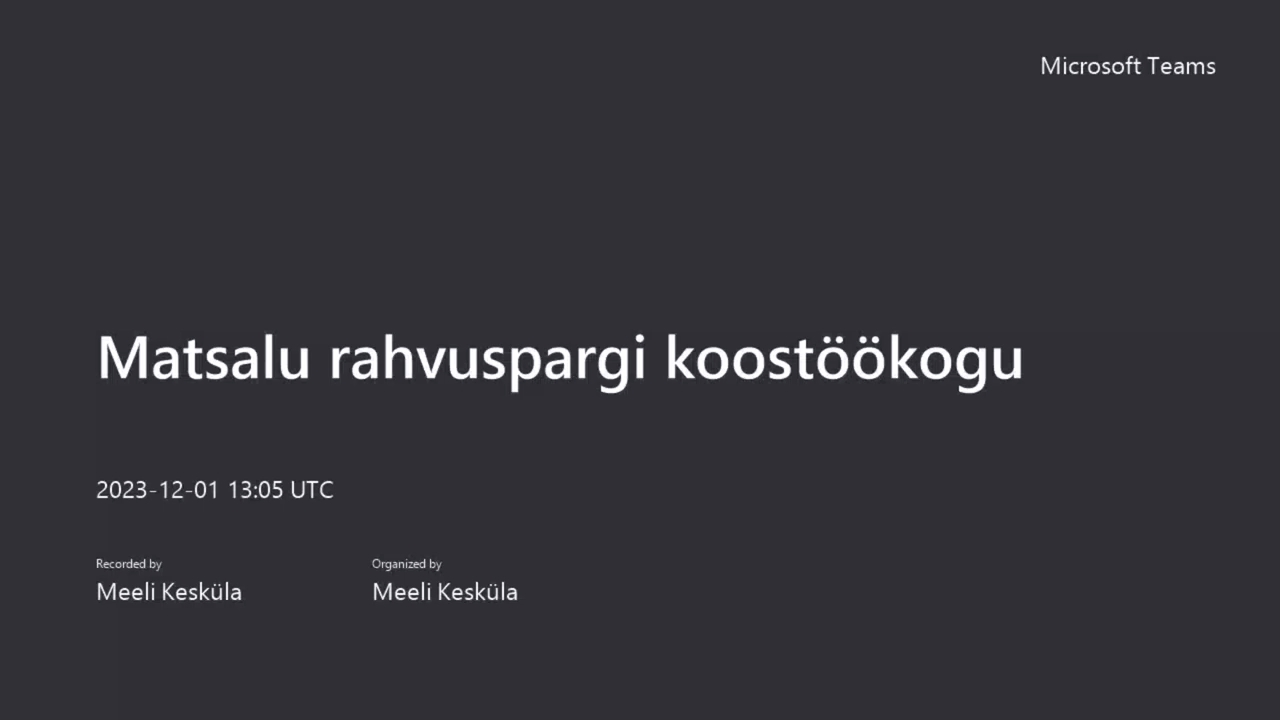 Microsoft Teams
Matsalu rahvuspargi koostöökogu
2023-12-01 13:05 UTC
Recorded by
Meeli Kesküla
Organized by
Meeli Kesküla